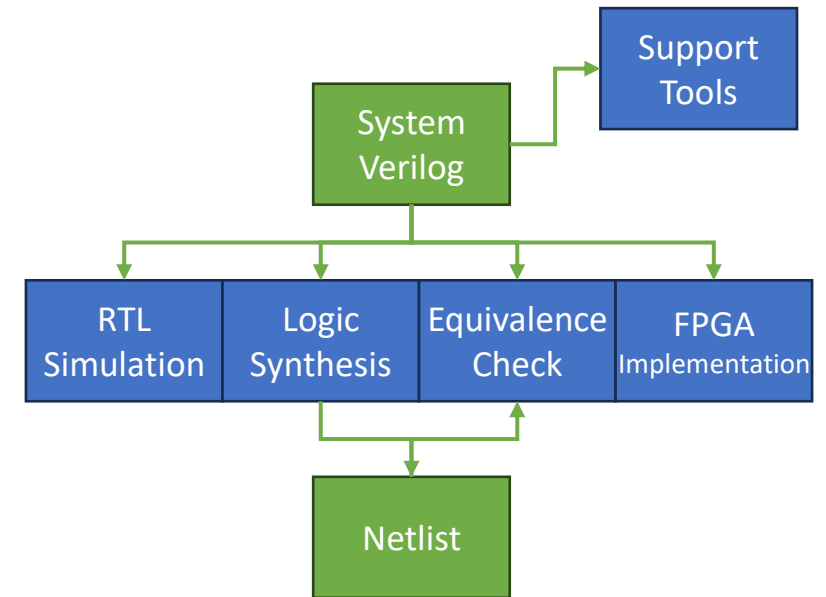 Support
Tools
System
Verilog
RTL
Simulation
Logic
Synthesis
Equivalence
Check
FPGA
Implementation
Netlist